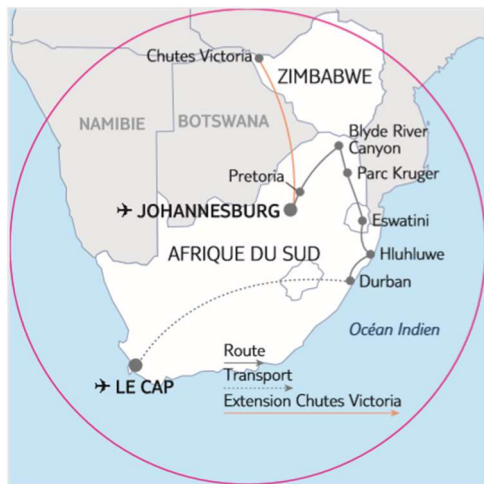 Chutes Victoria
ZIMBABWE
NAMIBIE
BOTSWANA
Blyde River
Canyon
Pretoria
Parc Kruger
JOHANNESBURG
Eswatini
AFRIQUE DU SUD
Hluhluwe
Durban
Océan Indien
Route
Transport
LE CAP
Extension Chutes Victoria